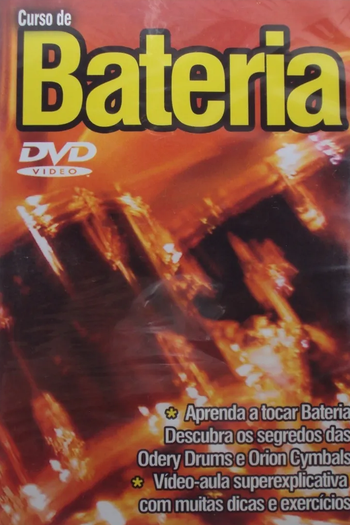 Curso de
Bateria
DVD
VIDEO
* Aprenda a tocar Bateria
Descubra os segredos das
Odery Drums e Orion Cymbals
* Vídeo-aula superexplicativa
com muitas dicas e exercícios